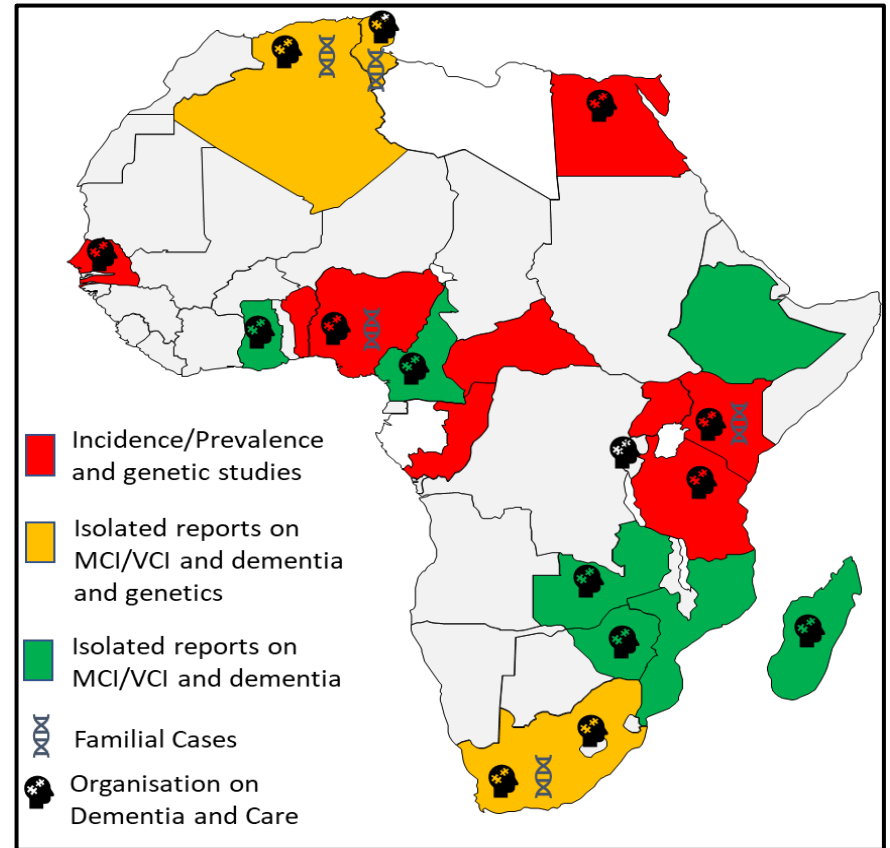 Incidence/Prevalence
and genetic studies
Isolated reports on
MCI/VCI and dementia
and genetics
Isolated reports on
MCI/VCI and dementia
Familial Cases
Organisation on
Dementia and Care